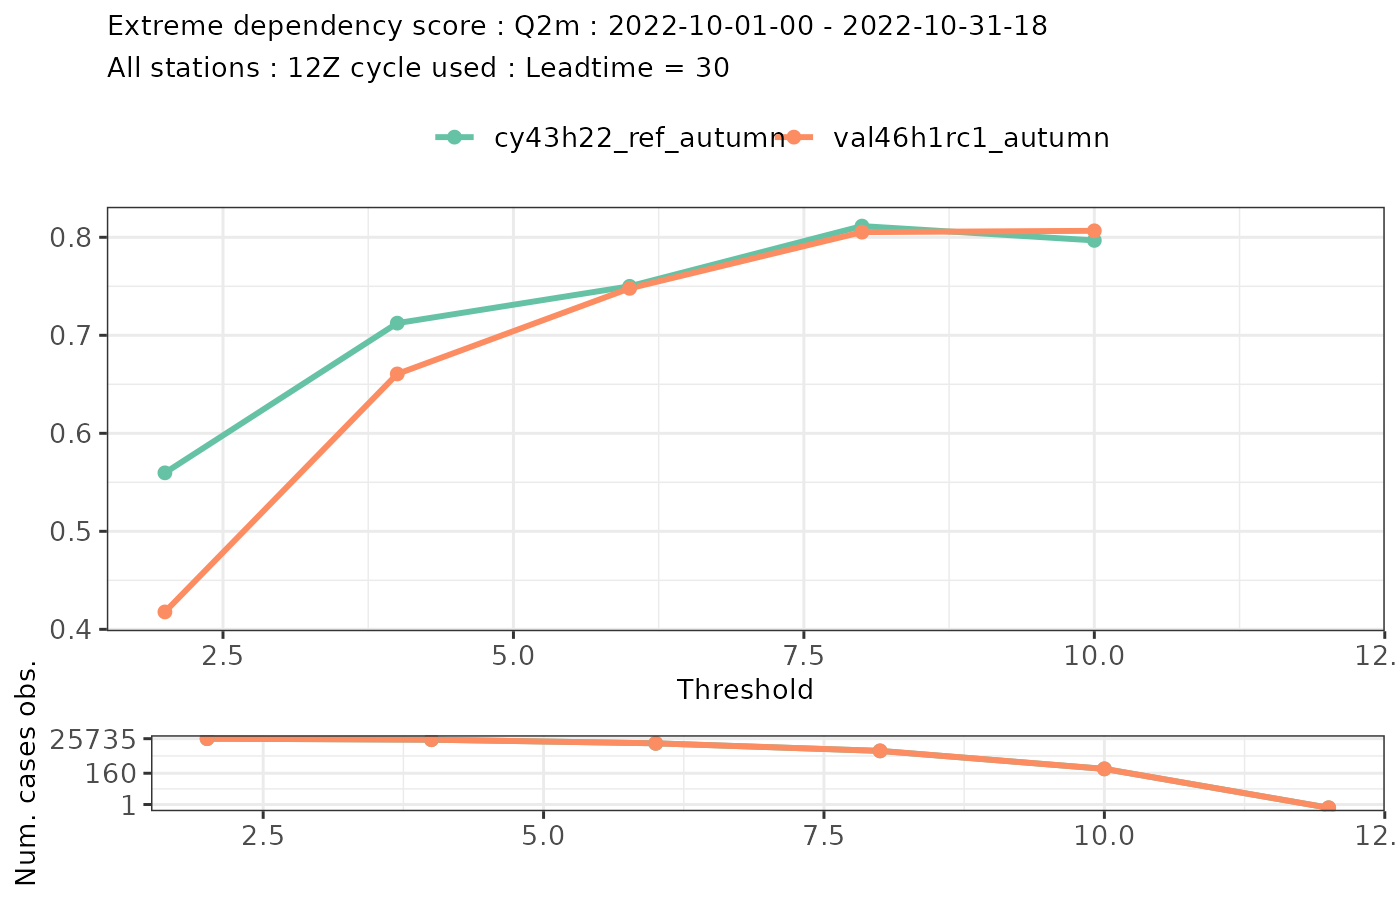 Extreme dependency score : Q2m : 2022-10-01-00 - 2022-10-31-18
All stations : 12Z cycle used : Leadtime = 30
cy43h22_ref_autumn val46h1rc1_autumn
0.8
0.7
0.6
0.5
0.4
2.5 5.0 7.5 10.0 12.
Threshold
Num. cases obs.
25735
160
1
2.5 5.0 7.5 10.0 12.